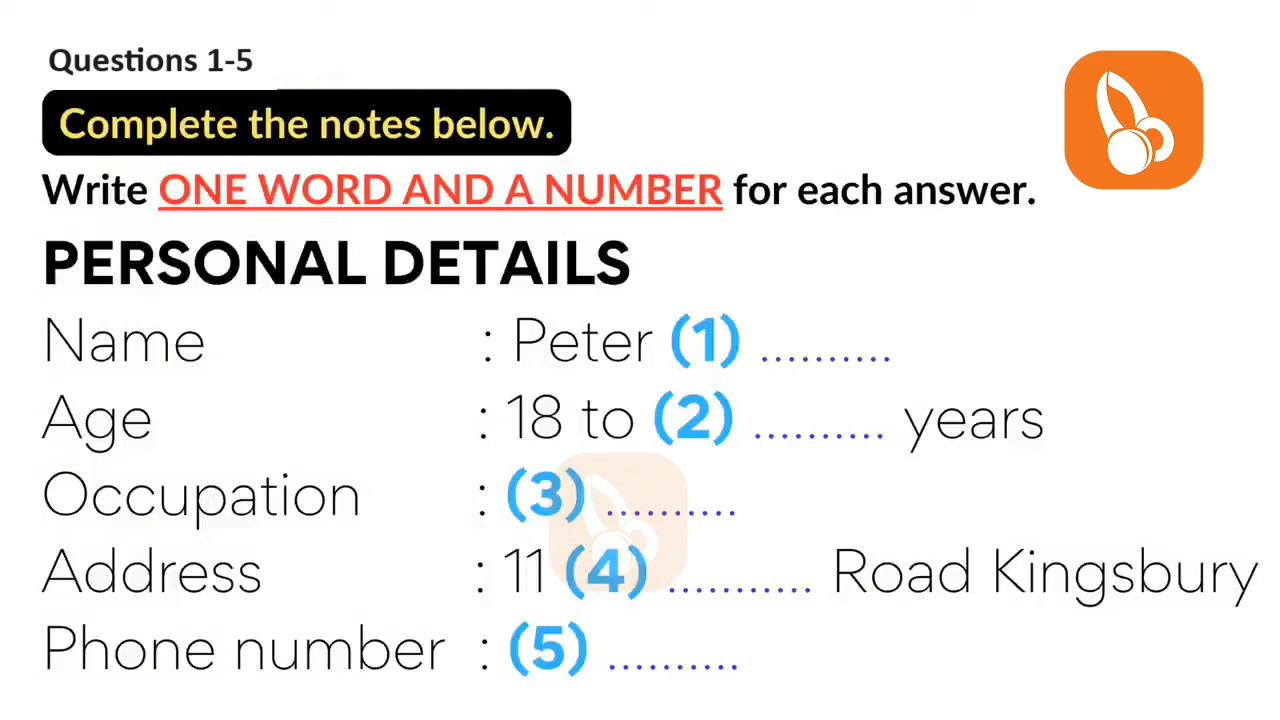 Questions 1-5
Complete the notes below.
Write ONE WORD AND A NUMBER for each answer.
PERSONAL DETAILS
Name : Peter (1) ..........
Age : 18 to (2) .......... years
Occupation : (3) ..........
Address : 11 (4) ........... Road Kingsbury
Phone number : (5) ..........